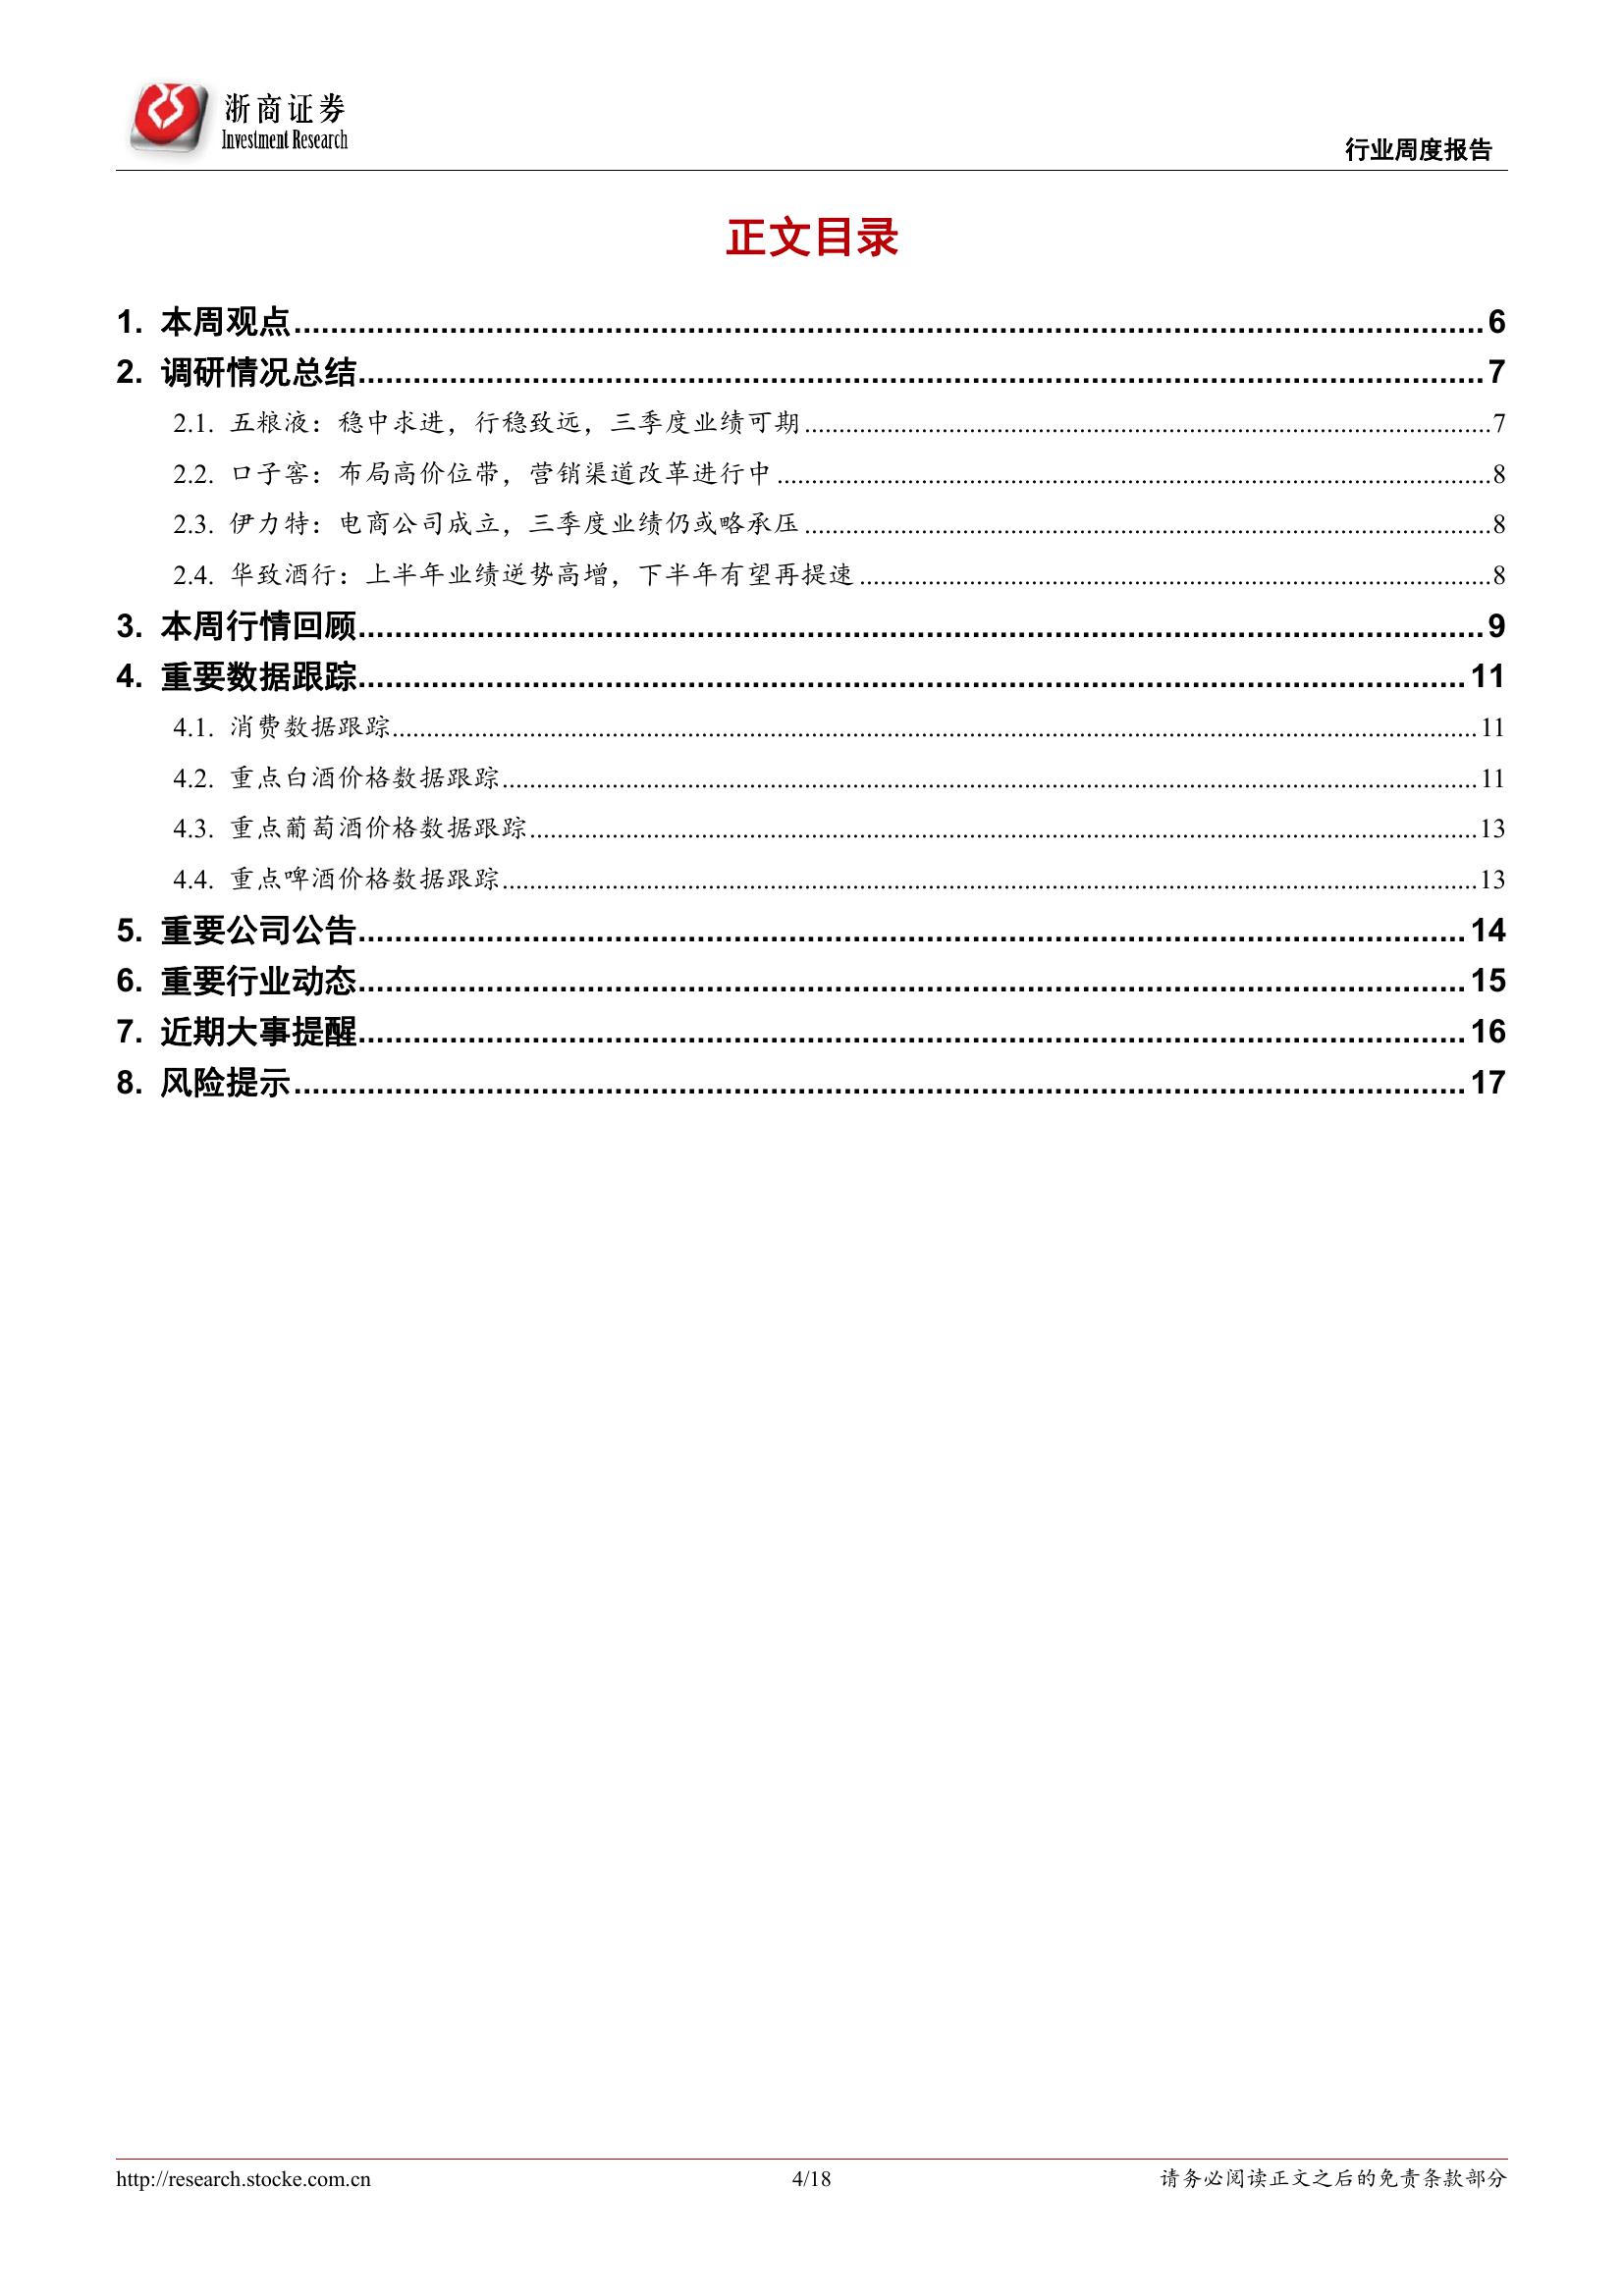 浙商证券
Investment Research
行业周度报告
正文目录
1. 本周观点 6
2. 调研情况总结 7
2.1. 五粮液：稳中求进，行稳致远，三季度业绩可期 7
2.2. 口子窖：布局高价位带，营销渠道改革进行中 8
2.3. 伊力特：电商公司成立，三季度业绩仍或略承压 8
2.4. 华致酒行：上半年业绩逆势高增，下半年有望再提速 8
3. 本周行情回顾 9
4. 重要数据跟踪 11
4.1. 消费数据跟踪 11
4.2. 重点白酒价格数据跟踪 11
4.3. 重点葡萄酒价格数据跟踪 13
4.4. 重点啤酒价格数据跟踪 13
5. 重要公司公告 14
6. 重要行业动态 15
7. 近期大事提醒 16
8. 风险提示 17
http://research.stocke.com.cn 4/18 请务必阅读正文之后的免责条款部分